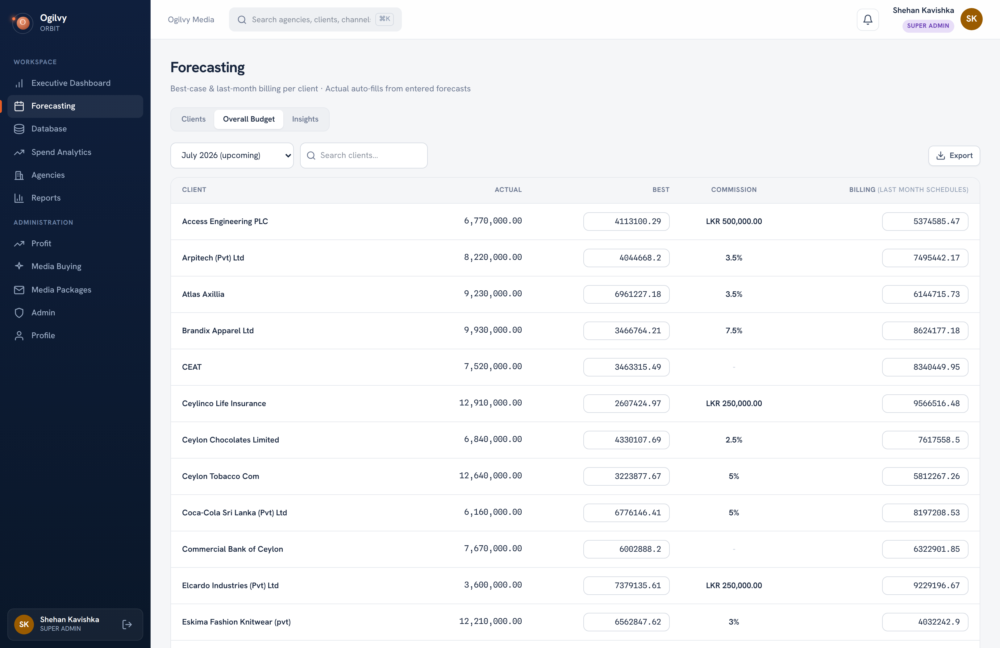 Ogilvy
ORBIT
WORKSPACE
Executive Dashboard
Forecasting
Database
Spend Analytics
Agencies
Reports
ADMINISTRATION
Profit
Media Buying
Media Packages
Admin
Profile
SK
Shehan Kavishka
SUPER ADMIN
Ogilvy Media
Search agencies, clients, channel
⌘K
Shehan Kavishka
SUPER ADMIN
SK
Forecasting
Best-case & last-month billing per client · Actual auto-fills from entered forecasts
Clients Overall Budget Insights
July 2026 (upcoming) Search clients... Export
CLIENT ACTUAL BEST COMMISSION BILLING (LAST MONTH SCHEDULES)
Access Engineering PLC 6,770,000.00 4113100.29 LKR 500,000.00 5374585.47
Arpitech (Pvt) Ltd 8,220,000.00 4044668.2 3.5% 7495442.17
Atlas Axillia 9,230,000.00 6961227.18 3.5% 6144715.73
Brandix Apparel Ltd 9,930,000.00 3466764.21 7.5% 8624177.18
CEAT 7,520,000.00 3463315.49 - 8340449.95
Ceylinco Life Insurance 12,910,000.00 2607424.97 LKR 250,000.00 9566516.48
Ceylon Chocolates Limited 6,840,000.00 4330107.69 2.5% 7617558.5
Ceylon Tobacco Com 12,640,000.00 3223877.67 5% 5812267.26
Coca-Cola Sri Lanka (Pvt) Ltd 6,160,000.00 6776146.41 5% 8197208.53
Commercial Bank of Ceylon 7,670,000.00 6002888.2 - 6322901.85
Elcardo Industries (Pvt) Ltd 3,600,000.00 7379135.61 LKR 250,000.00 9229196.67
Eskima Fashion Knitwear (pvt) 12,210,000.00 6562847.62 3% 4032242.9